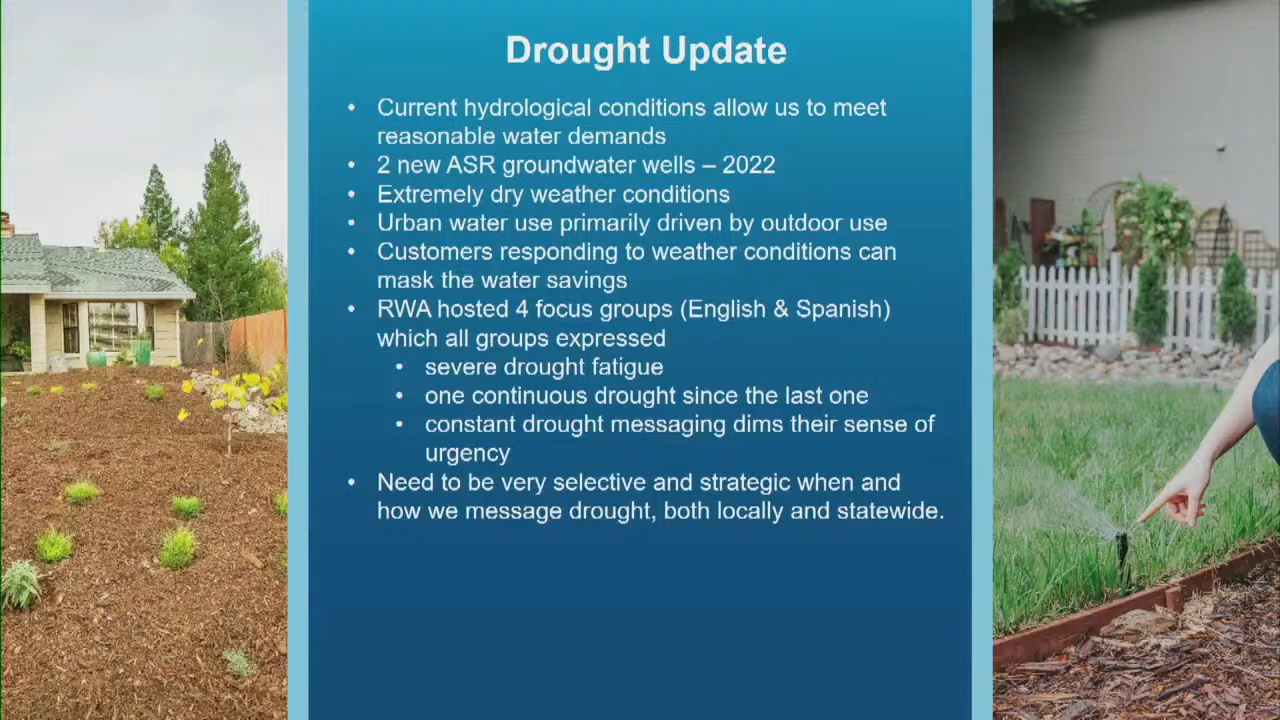 Drought Update
• Current hydrological conditions allow us to meet
reasonable water demands
• 2 new ASR groundwater wells – 2022
• Extremely dry weather conditions
• Urban water use primarily driven by outdoor use
• Customers responding to weather conditions can
mask the water savings
• RWA hosted 4 focus groups (English & Spanish)
which all groups expressed
• severe drought fatigue
• one continuous drought since the last one
• constant drought messaging dims their sense of
urgency
• Need to be very selective and strategic when and
how we message drought, both locally and statewide.